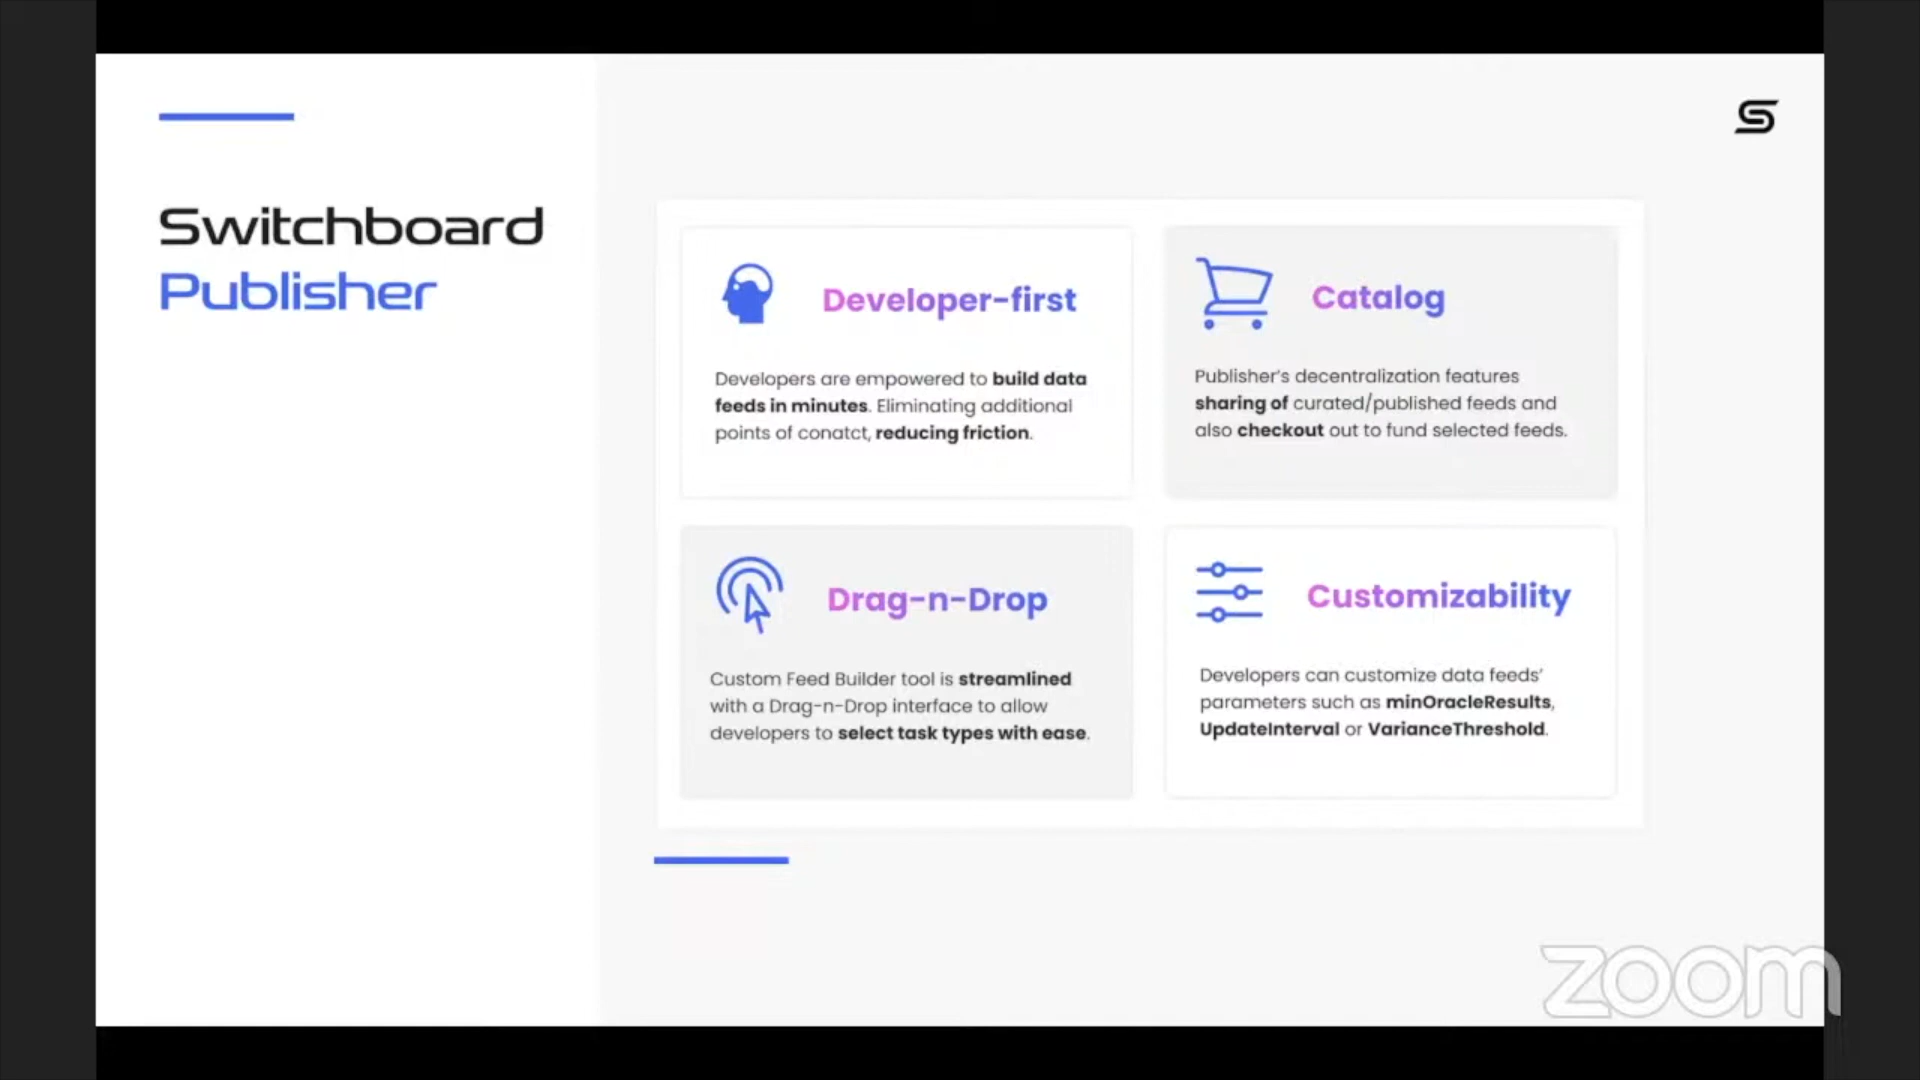 Switchboard
Publisher
Developer-first
Developers are empowered to build data
feeds in minutes. Eliminating additional
points of conatct, reducing friction.
Catalog
Publisher's decentralization features
sharing of curated/published feeds and
also checkout out to fund selected feeds.
Drag-n-Drop
Custom Feed Builder tool is streamlined
with a Drag-n-Drop interface to allow
developers to select task types with ease.
Customizability
Developers can customize data feeds'
parameters such as minOracleResults,
UpdateInterval or VarianceThreshold.
zoom